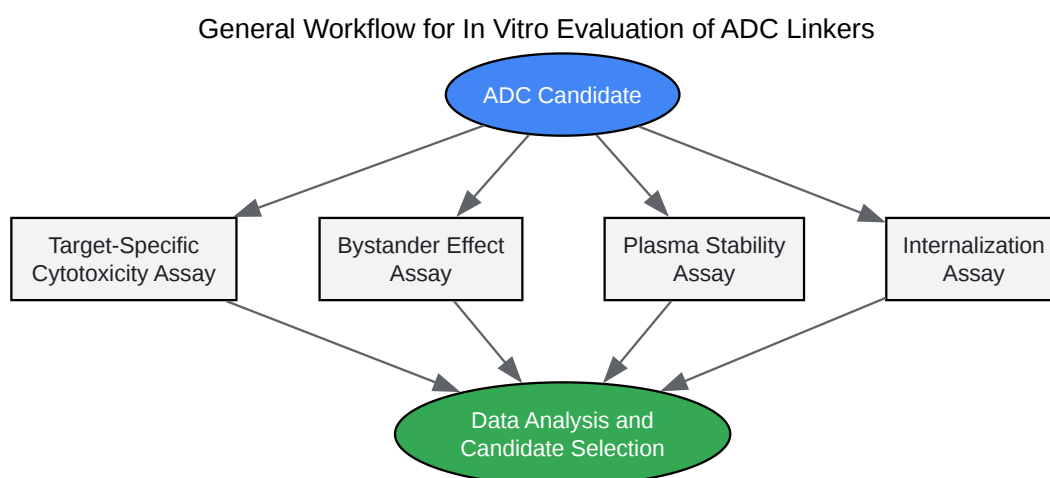 General Workflow for In Vitro Evaluation of ADC Linkers
ADC Candidate
Target-Specific
Cytotoxicity Assay
Bystander Effect
Assay
Plasma Stability
Assay
Internalization
Assay
Data Analysis and
Candidate Selection